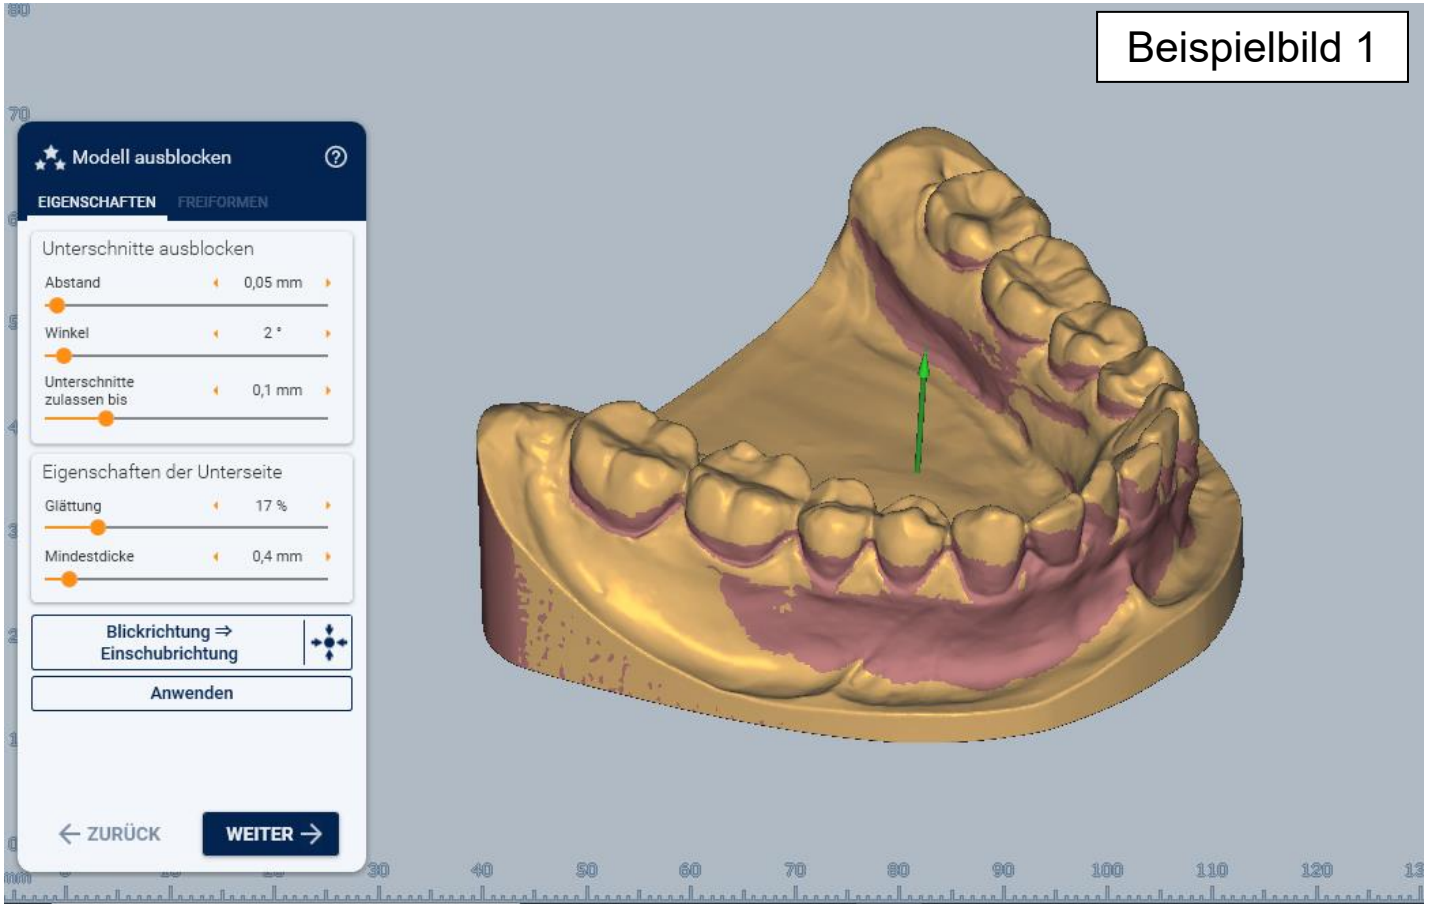 Beispielbild 1
80
70
Modell ausblocken
EIGENSCHAFTEN FREIFORMEN
Unterschnitte ausblocken
Abstand 0,05 mm
Winkel 2 °
Unterschnitte
zulassen bis 0,1 mm
Eigenschaften der Unterseite
Glättung 17 %
Mindestdicke 0,4 mm
Blickrichtung ⇒
Einschubrichtung
Anwenden
← ZURÜCK WEITER →
30 40 50 60 70 80 90 100 110 120